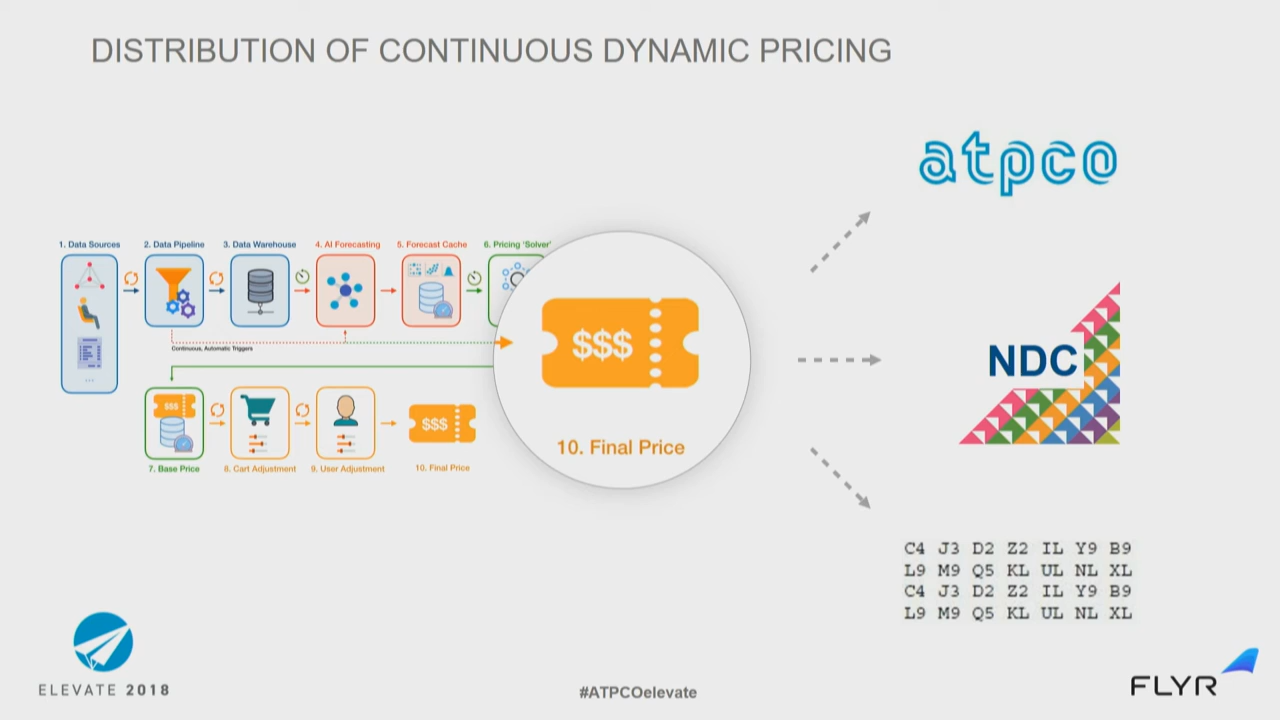 DISTRIBUTION OF CONTINUOUS DYNAMIC PRICING
atpco
1. Data Sources
2. Data Pipeline
3. Data Warehouse
4. AI Forecasting
5. Forecast Cache
6. Pricing 'Solver'
...
Continuous, Automatic Triggers
$$$
10. Final Price
$$$
7. Base Price
8. Cart Adjustment
9. User Adjustment
$$$
10. Final Price
NDC
C4 J3 D2 Z2 IL Y9 B9
L9 M9 Q5 KL UL NL XL
C4 J3 D2 Z2 IL Y9 B9
L9 M9 Q5 KL UL NL XL
ELEVATE 2018
#ATPCOelevate
FLYR